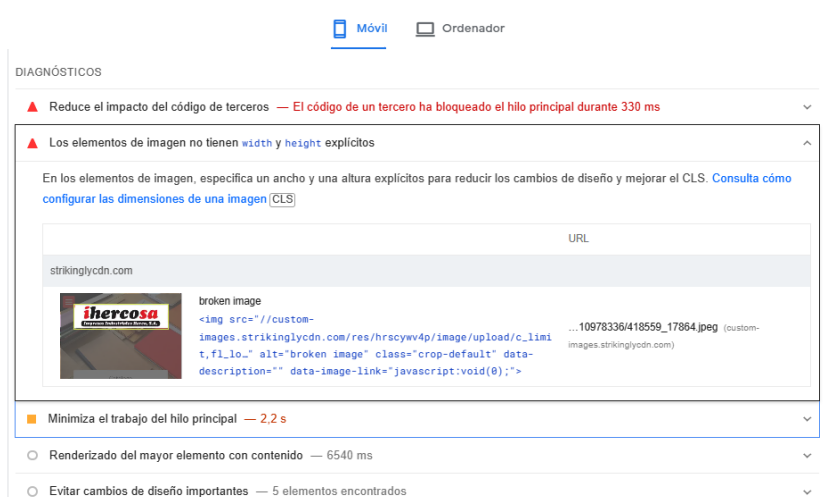 Móvil
Ordenador
DIAGNÓSTICOS
Reduce el impacto del código de terceros — El código de un tercero ha bloqueado el hilo principal durante 330 ms
Los elementos de imagen no tienen width y height explícitos
En los elementos de imagen, especifica un ancho y una altura explícitos para reducir los cambios de diseño y mejorar el CLS. Consulta cómo
configurar las dimensiones de una imagen CLS
URL
strikinglycdn.com
ihercosa
Empresas Industriales Iberco, S.A.
broken image
<img src="//custom-
images.strikinglycdn.com/res/hrscywv4p/image/upload/c_limi
t,fl_lo…" alt="broken image" class="crop-default" data-
description="" data-image-link="javascript:void(0);">
…10978336/418559_17864.jpeg (custom-
images.strikinglycdn.com)
Minimiza el trabajo del hilo principal — 2,2 s
Renderizado del mayor elemento con contenido — 6540 ms
Evitar cambios de diseño importantes — 5 elementos encontrados